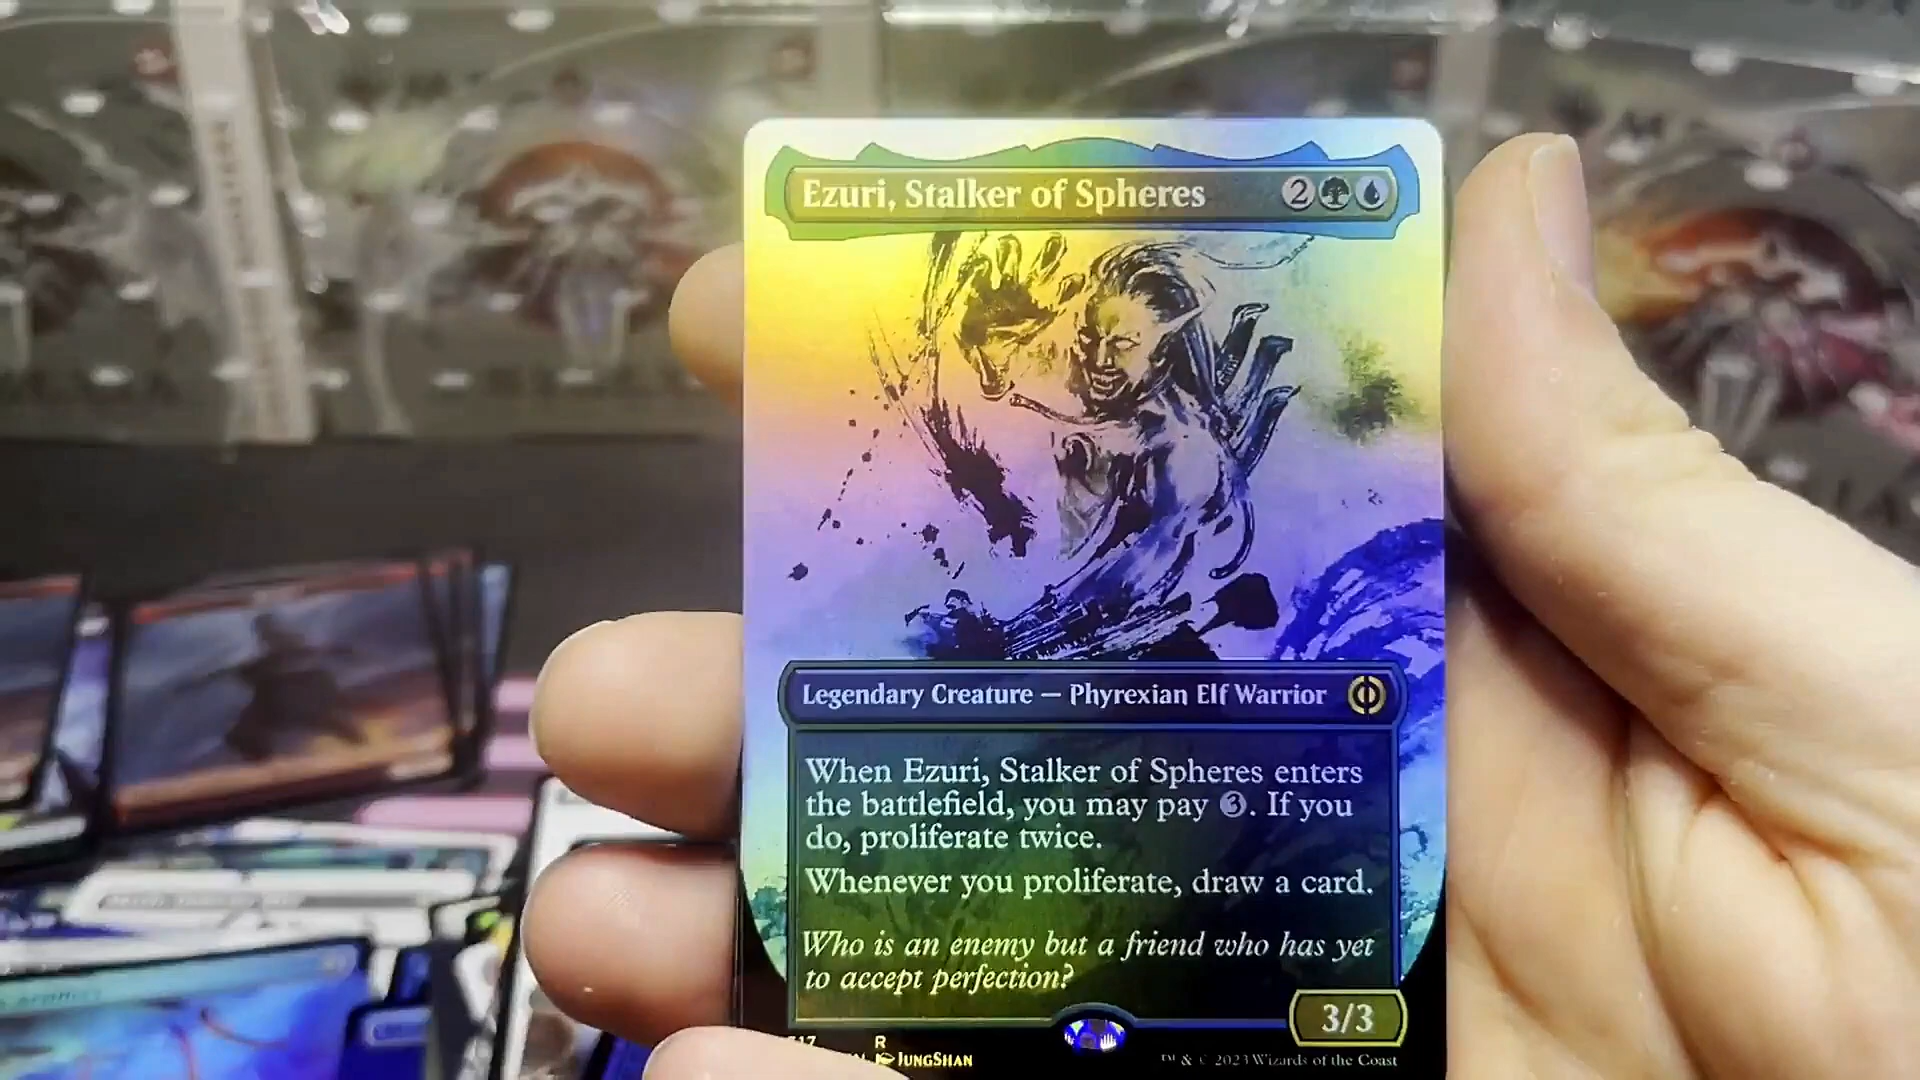 Ezuri, Stalker of Spheres 2
Legendary Creature — Phyrexian Elf Warrior
When Ezuri, Stalker of Spheres enters
the battlefield, you may pay 3. If you
do, proliferate twice.
Whenever you proliferate, draw a card.
Who is an enemy but a friend who has yet
to accept perfection?
3/3
R
JungShan
™ & © 2023 Wizards of the Coast